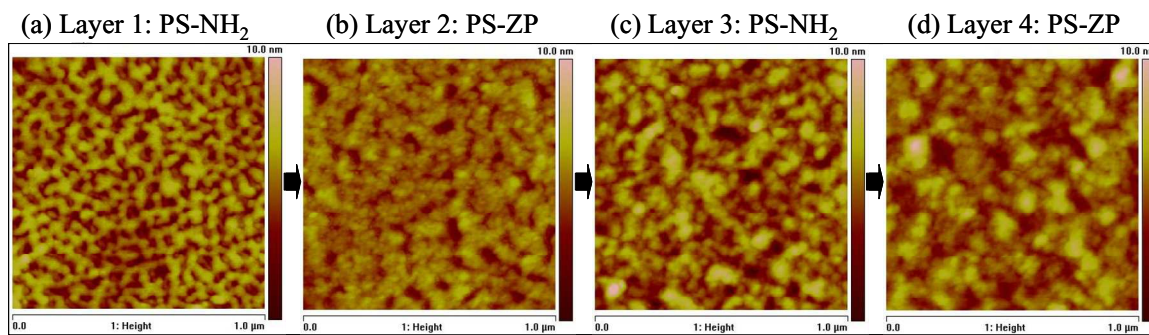 (a) Layer 1: PS-NH₂
(b) Layer 2: PS-ZP
(c) Layer 3: PS-NH₂
(d) Layer 4: PS-ZP
10.0 nm
10.0 nm
10.0 nm
10.0 nm
0.0
1: Height
1.0 µm
0.0
1: Height
1.0 µm
0.0
1: Height
1.0 µm
0.0
1: Height
1.0 µm